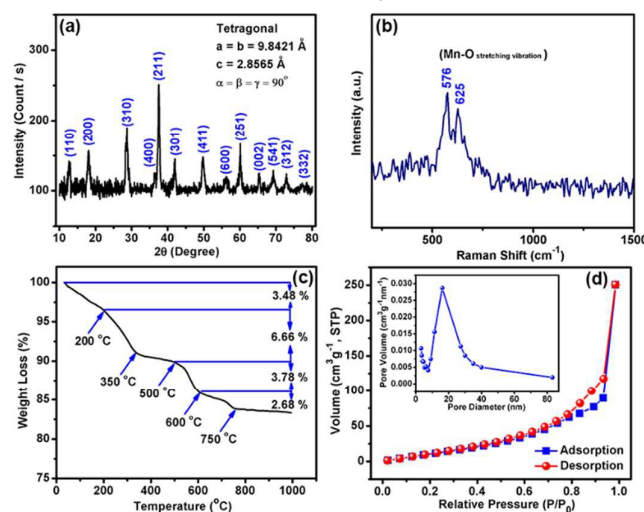 (a)
Tetragonal
a = b = 9.8421 Å
c = 2.8565 Å
α = β = γ = 90°
(110)
(200)
(310)
(400)
(211)
(301)
(411)
(600)
(251)
(002)
(541)
(312)
(332)
300
250
200
150
100
Intensity (Count / s)
10 20 30 40 50 60 70 80
2θ (Degree)
(b)
(Mn-O stretching vibration)
576
625
Intensity (a.u.)
500 1000 1500
Raman Shift (cm-1)
(c)
100
95
90
85
80
75
Weight Loss (%)
3.48 %
6.66 %
3.78 %
2.68 %
200 °C
350 °C
500 °C
600 °C
750 °C
0 200 400 600 800 1000
Temperature (°C)
(d)
250
200
150
100
50
0
Volume (cm3g-1, STP)
0.030
0.025
0.020
0.015
0.010
0.005
0.000
Pore Volume (cm3g-1nm-1)
0 20 40 60 80
Pore Diameter (nm)
Adsorption
Desorption
0.0 0.2 0.4 0.6 0.8 1.0
Relative Pressure (P/P0)